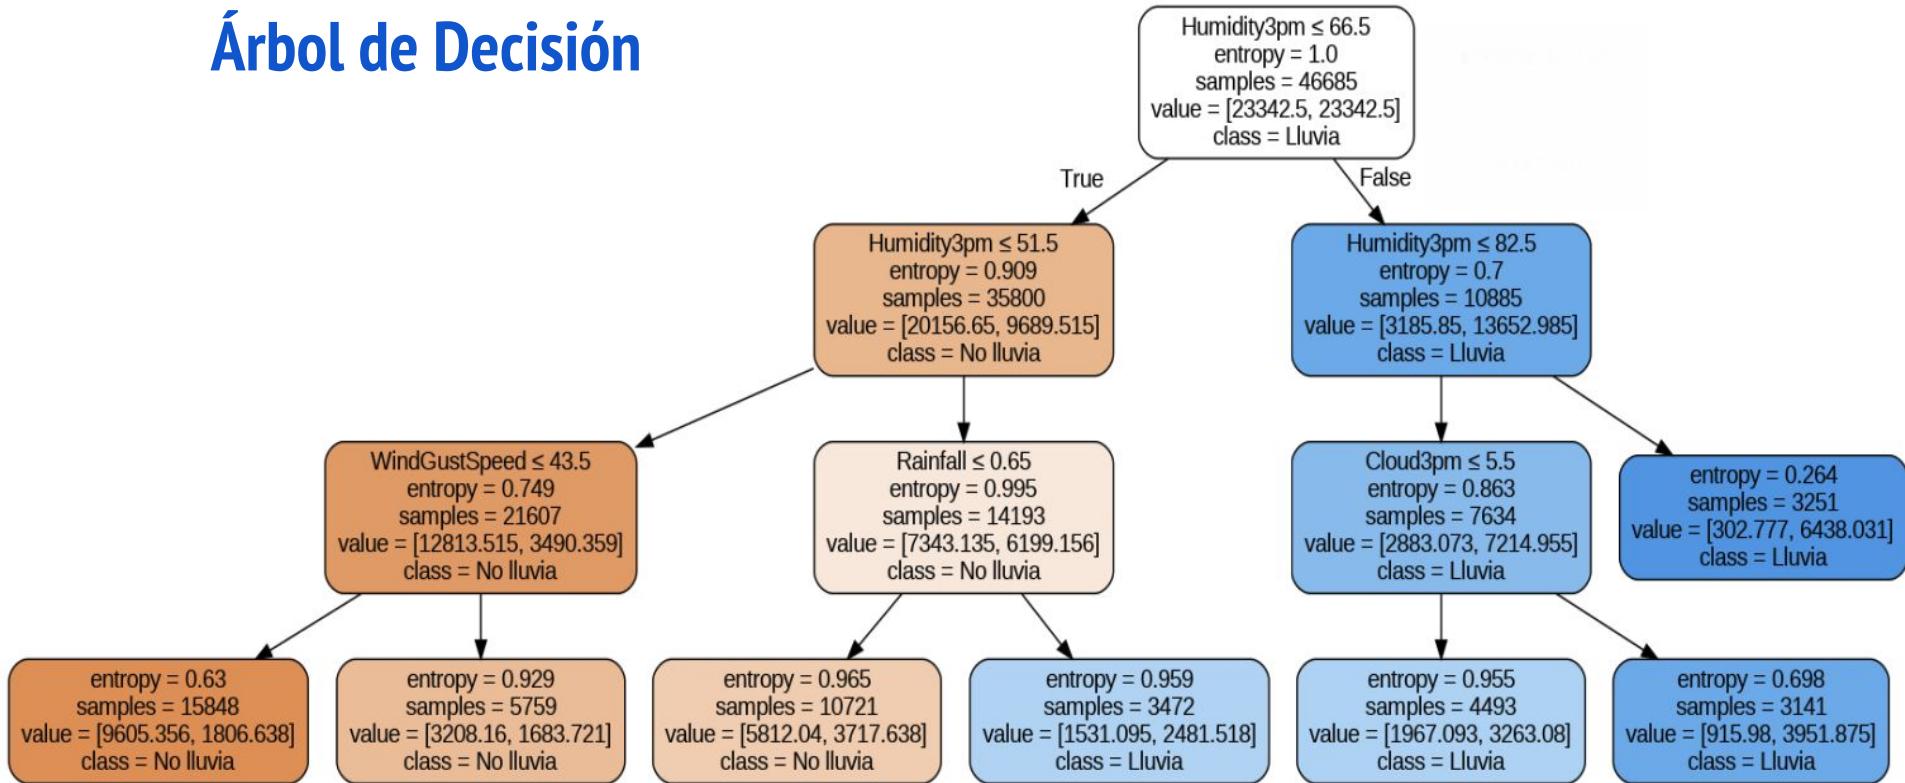 Árbol de Decisión
Humidity3pm ≤ 66.5
entropy = 1.0
samples = 46685
value = [23342.5, 23342.5]
class = Lluvia
True
False
Humidity3pm ≤ 51.5
entropy = 0.909
samples = 35800
value = [20156.65, 9689.515]
class = No lluvia
Humidity3pm ≤ 82.5
entropy = 0.7
samples = 10885
value = [3185.85, 13652.985]
class = Lluvia
WindGustSpeed ≤ 43.5
entropy = 0.749
samples = 21607
value = [12813.515, 3490.359]
class = No lluvia
Rainfall ≤ 0.65
entropy = 0.995
samples = 14193
value = [7343.135, 6199.156]
class = No lluvia
Cloud3pm ≤ 5.5
entropy = 0.863
samples = 7634
value = [2883.073, 7214.955]
class = Lluvia
entropy = 0.264
samples = 3251
value = [302.777, 6438.031]
class = Lluvia
entropy = 0.63
samples = 15848
value = [9605.356, 1806.638]
class = No lluvia
entropy = 0.929
samples = 5759
value = [3208.16, 1683.721]
class = No lluvia
entropy = 0.965
samples = 10721
value = [5812.04, 3717.638]
class = No lluvia
entropy = 0.959
samples = 3472
value = [1531.095, 2481.518]
class = Lluvia
entropy = 0.955
samples = 4493
value = [1967.093, 3263.08]
class = Lluvia
entropy = 0.698
samples = 3141
value = [915.98, 3951.875]
class = Lluvia